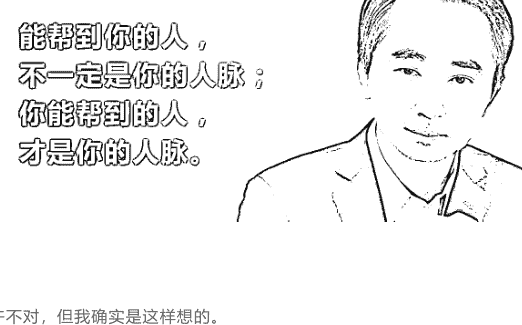 能帮到你的人，
不一定是你的人脉；
你能帮到的人，
才是你的人脉。
不对，但我确实是这样想的。